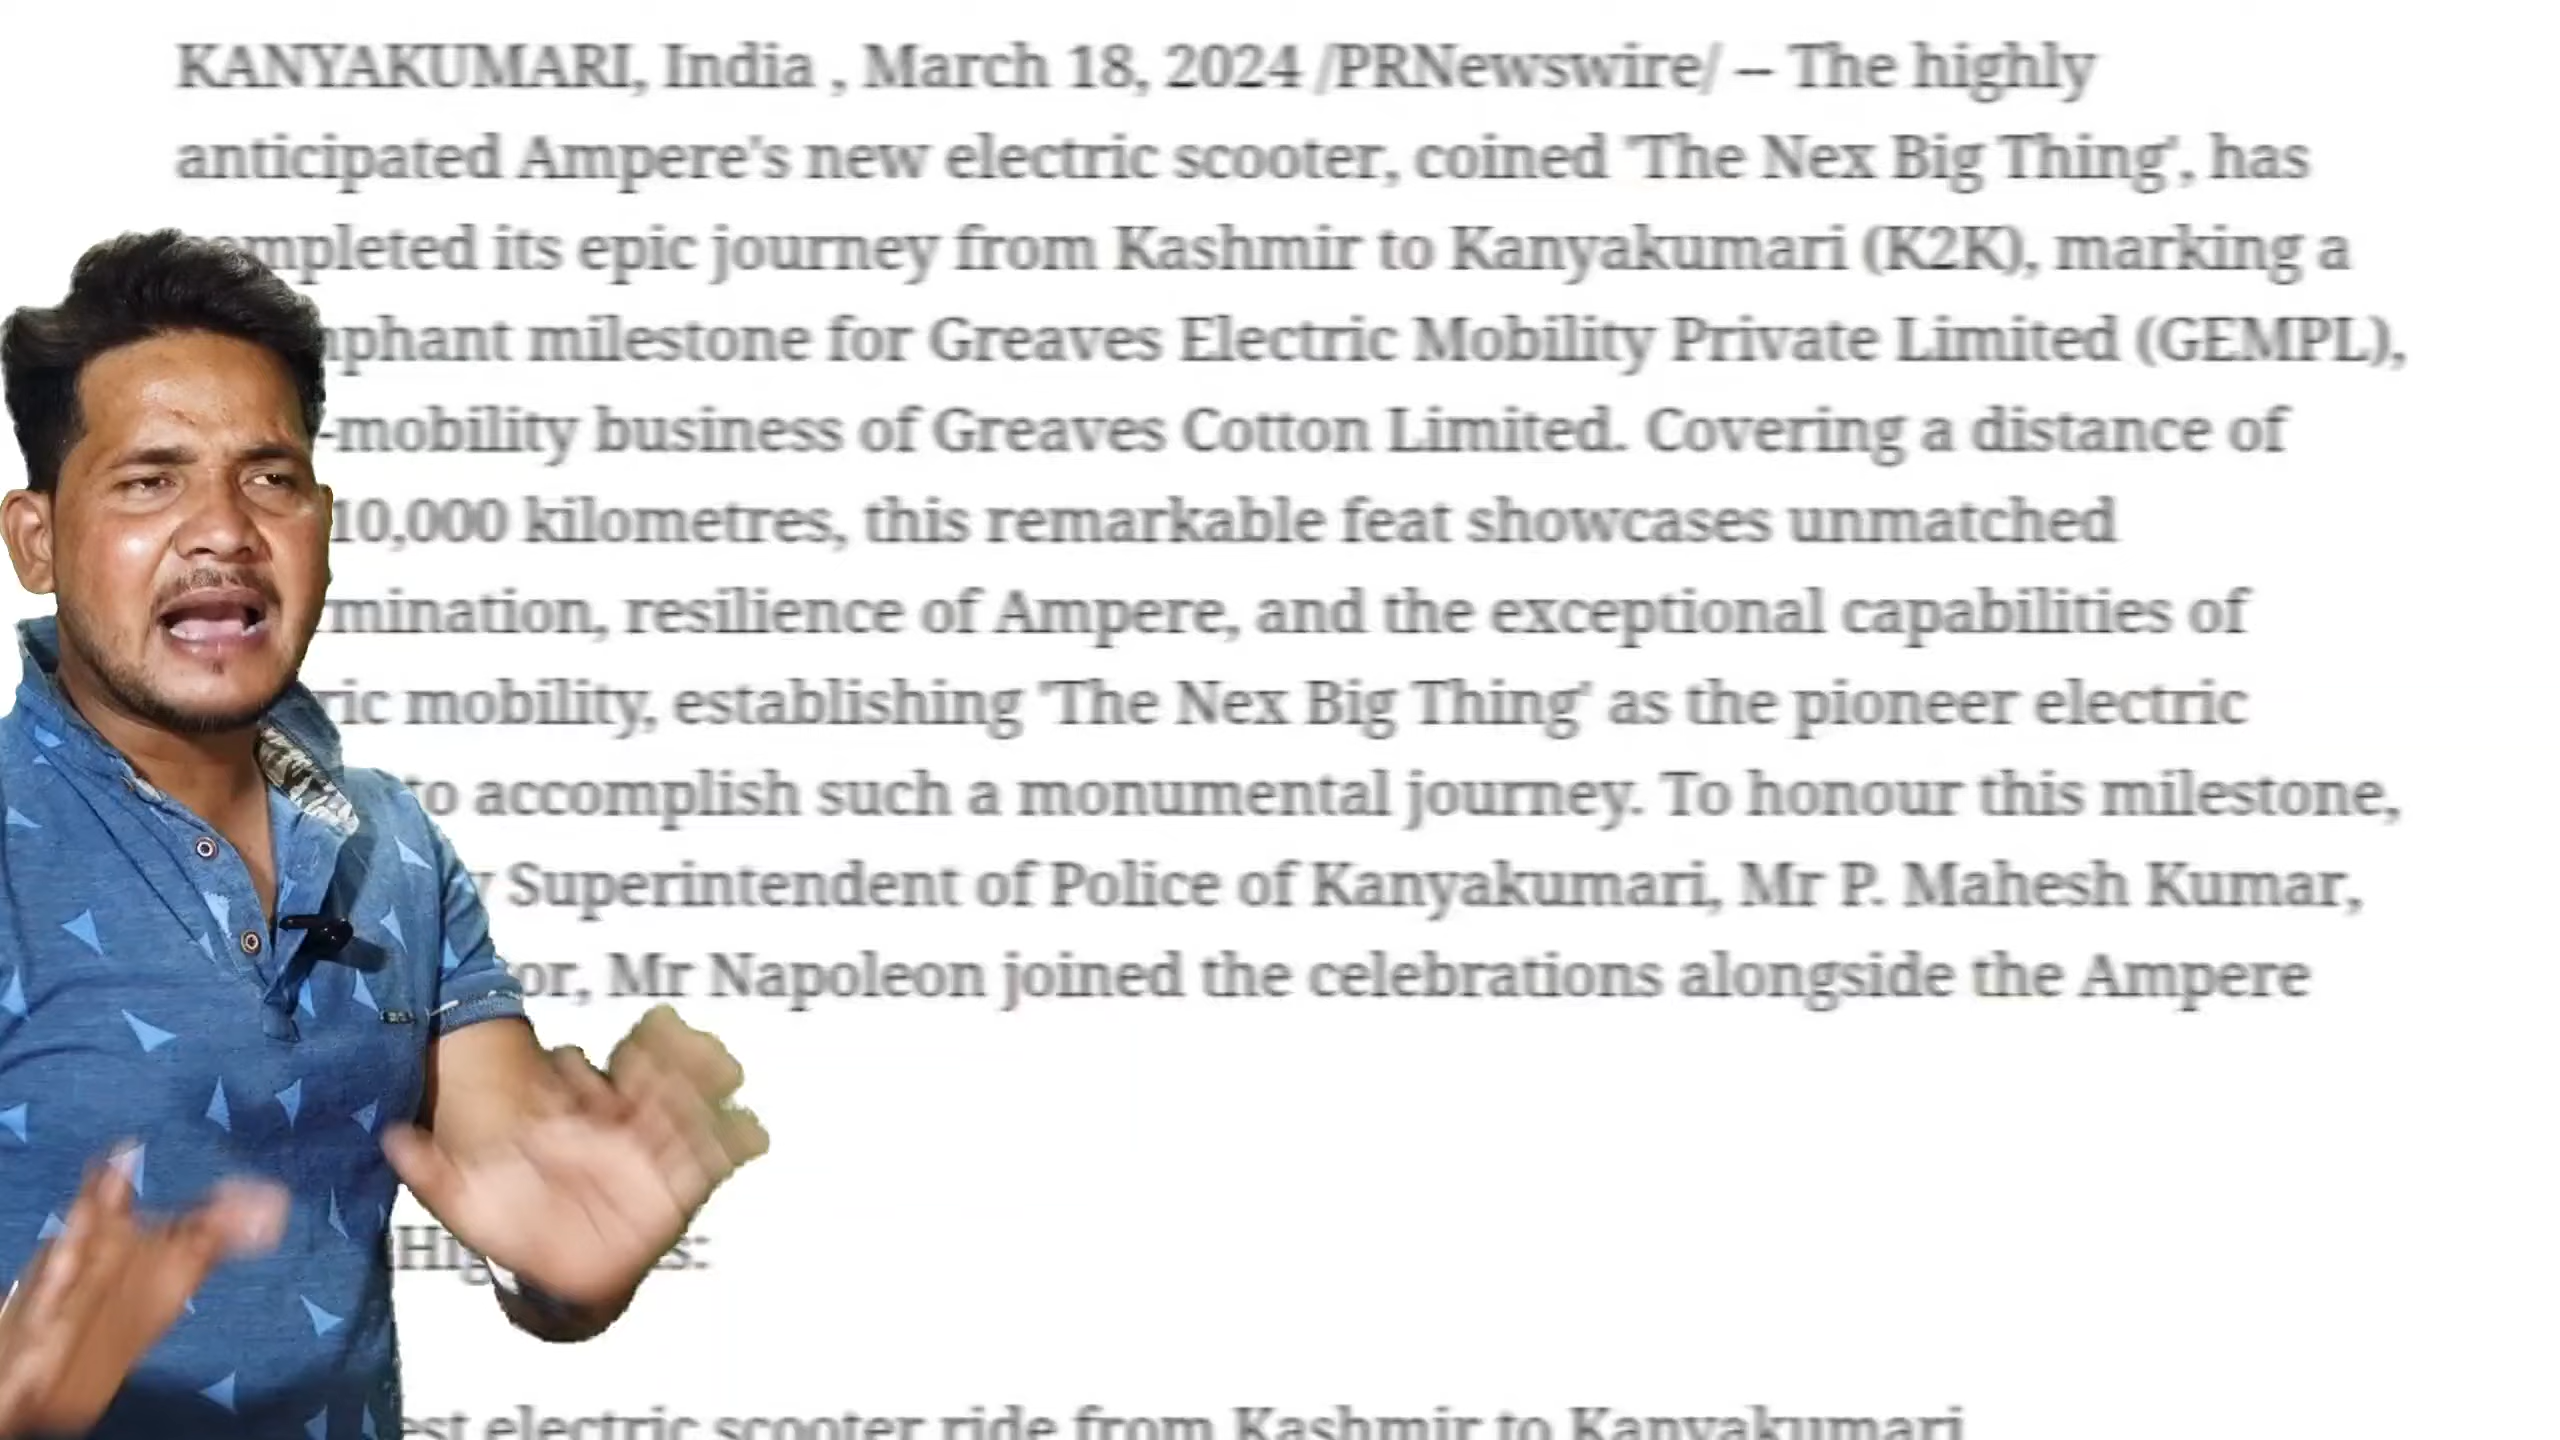 KANYAKUMARI, India , March 18, 2024 /PRNewswire/ -- The highly
anticipated Ampere's new electric scooter, coined 'The Nex Big Thing', has
completed its epic journey from Kashmir to Kanyakumari (K2K), marking a
milestone for Greaves Electric Mobility Private Limited (GEMPL),
-mobility business of Greaves Cotton Limited. Covering a distance of
10,000 kilometres, this remarkable feat showcases unmatched
resilience of Ampere, and the exceptional capabilities of
mobility, establishing 'The Nex Big Thing' as the pioneer electric
to accomplish such a monumental journey. To honour this milestone,
Superintendent of Police of Kanyakumari, Mr P. Mahesh Kumar,
Mr Napoleon joined the celebrations alongside the Ampere
electric scooter ride from Kashmir to Kanyakumari